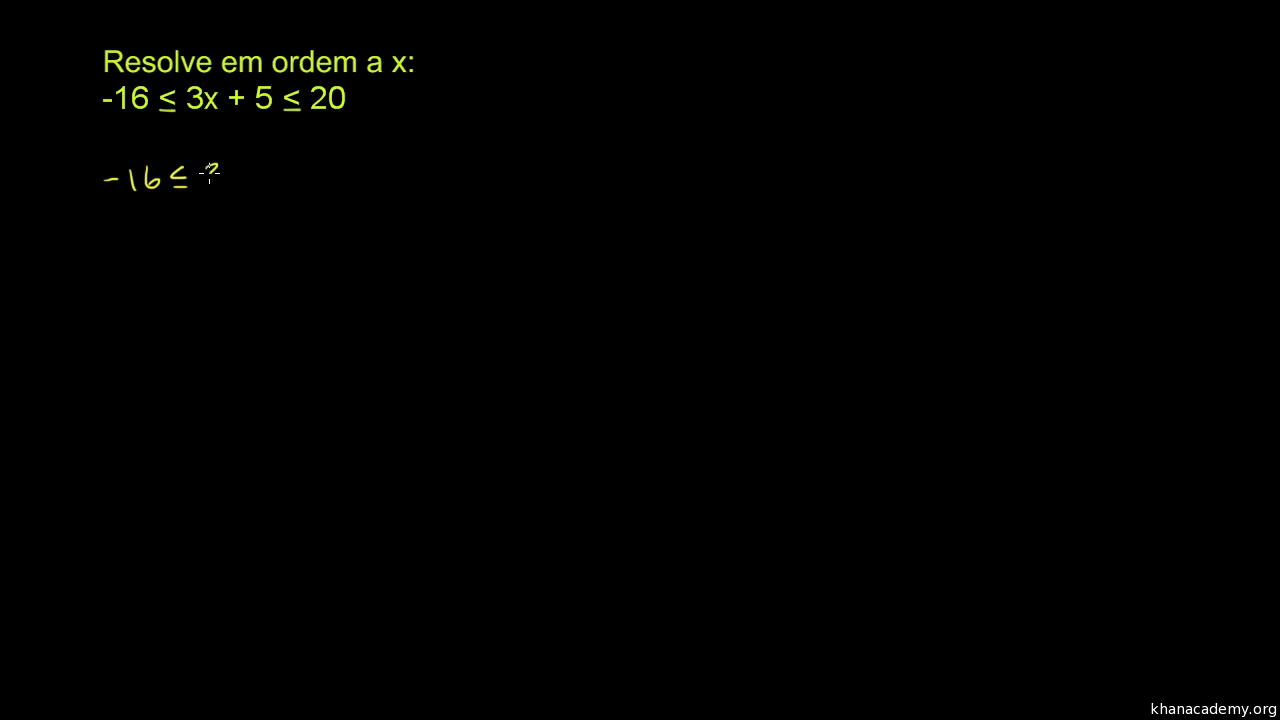 Resolve em ordem a x:
-16 ≤ 3x + 5 ≤ 20
-16 ≤
khanacademy.org